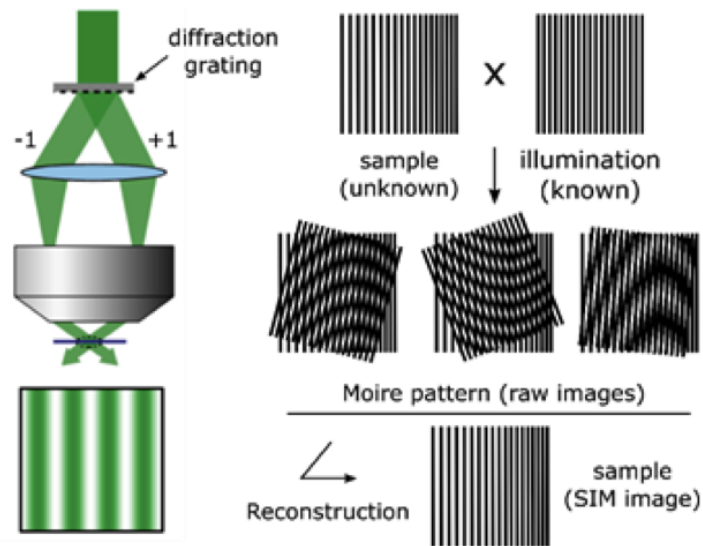 diffraction
grating
-1
+1
X
sample
(unknown)
illumination
(known)
Moire pattern (raw images)
Reconstruction
sample
(SIM image)